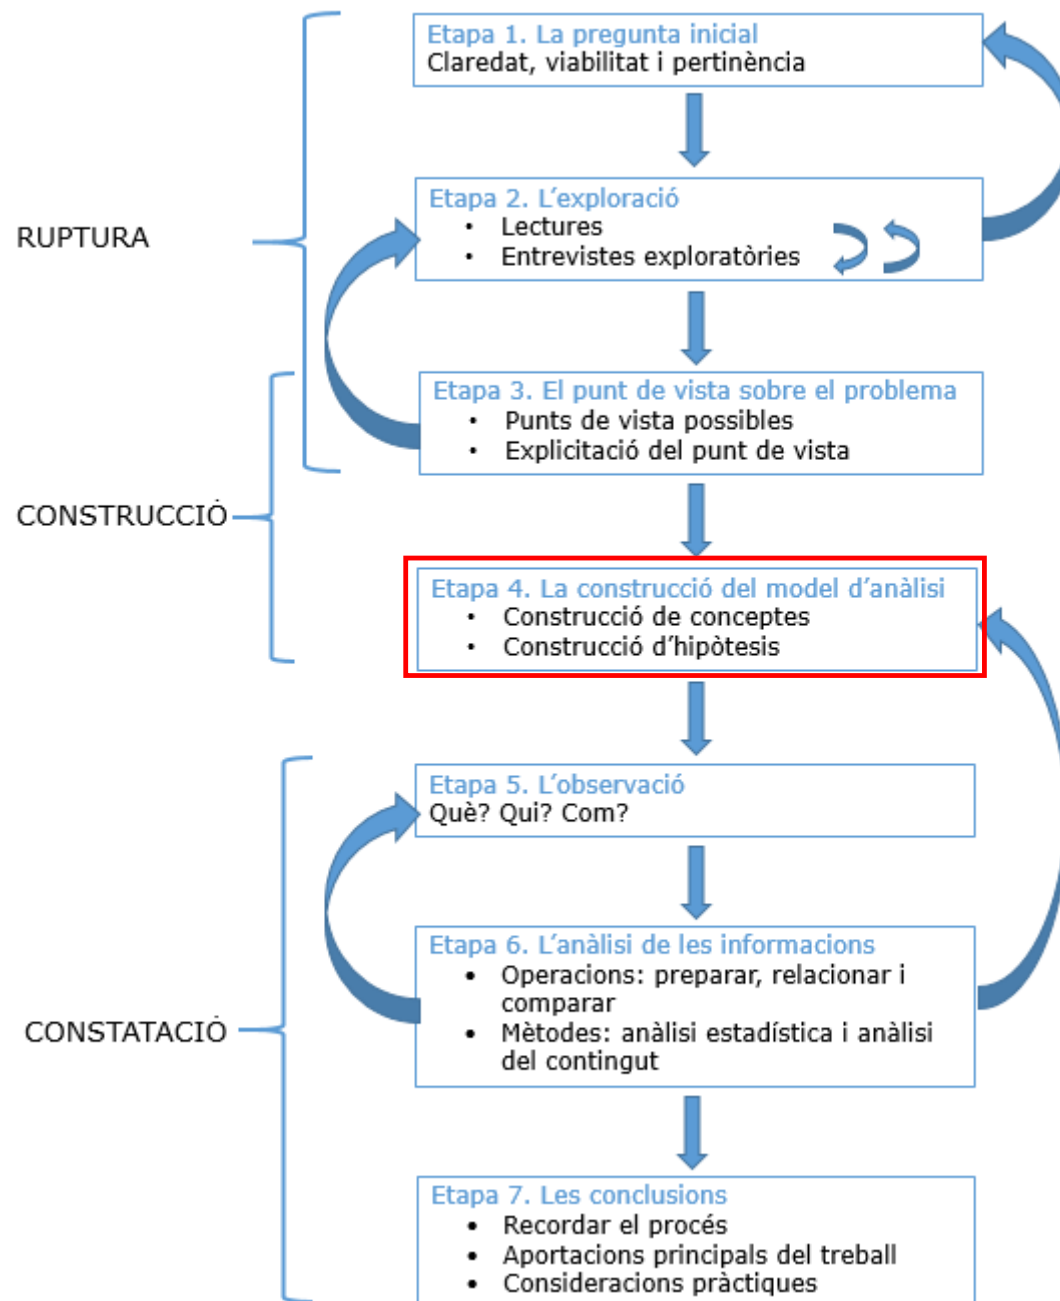 Etapa 1. La pregunta inicial
Claredat, viabilitat i pertinència
RUPTURA
Etapa 2. L’exploració
• Lectures
• Entrevistes exploratòries
Etapa 3. El punt de vista sobre el problema
• Punts de vista possibles
• Explicitació del punt de vista
CONSTRUCCIÓ
Etapa 4. La construcció del model d’anàlisi
• Construcció de conceptes
• Construcció d’hipòtesis
Etapa 5. L’observació
Què? Qui? Com?
CONSTATACIÓ
Etapa 6. L’anàlisi de les informacions
• Operacions: preparar, relacionar i
comparar
• Mètodes: anàlisi estadística i anàlisi
del contingut
Etapa 7. Les conclusions
• Recordar el procés
• Aportacions principals del treball
• Consideracions pràctiques